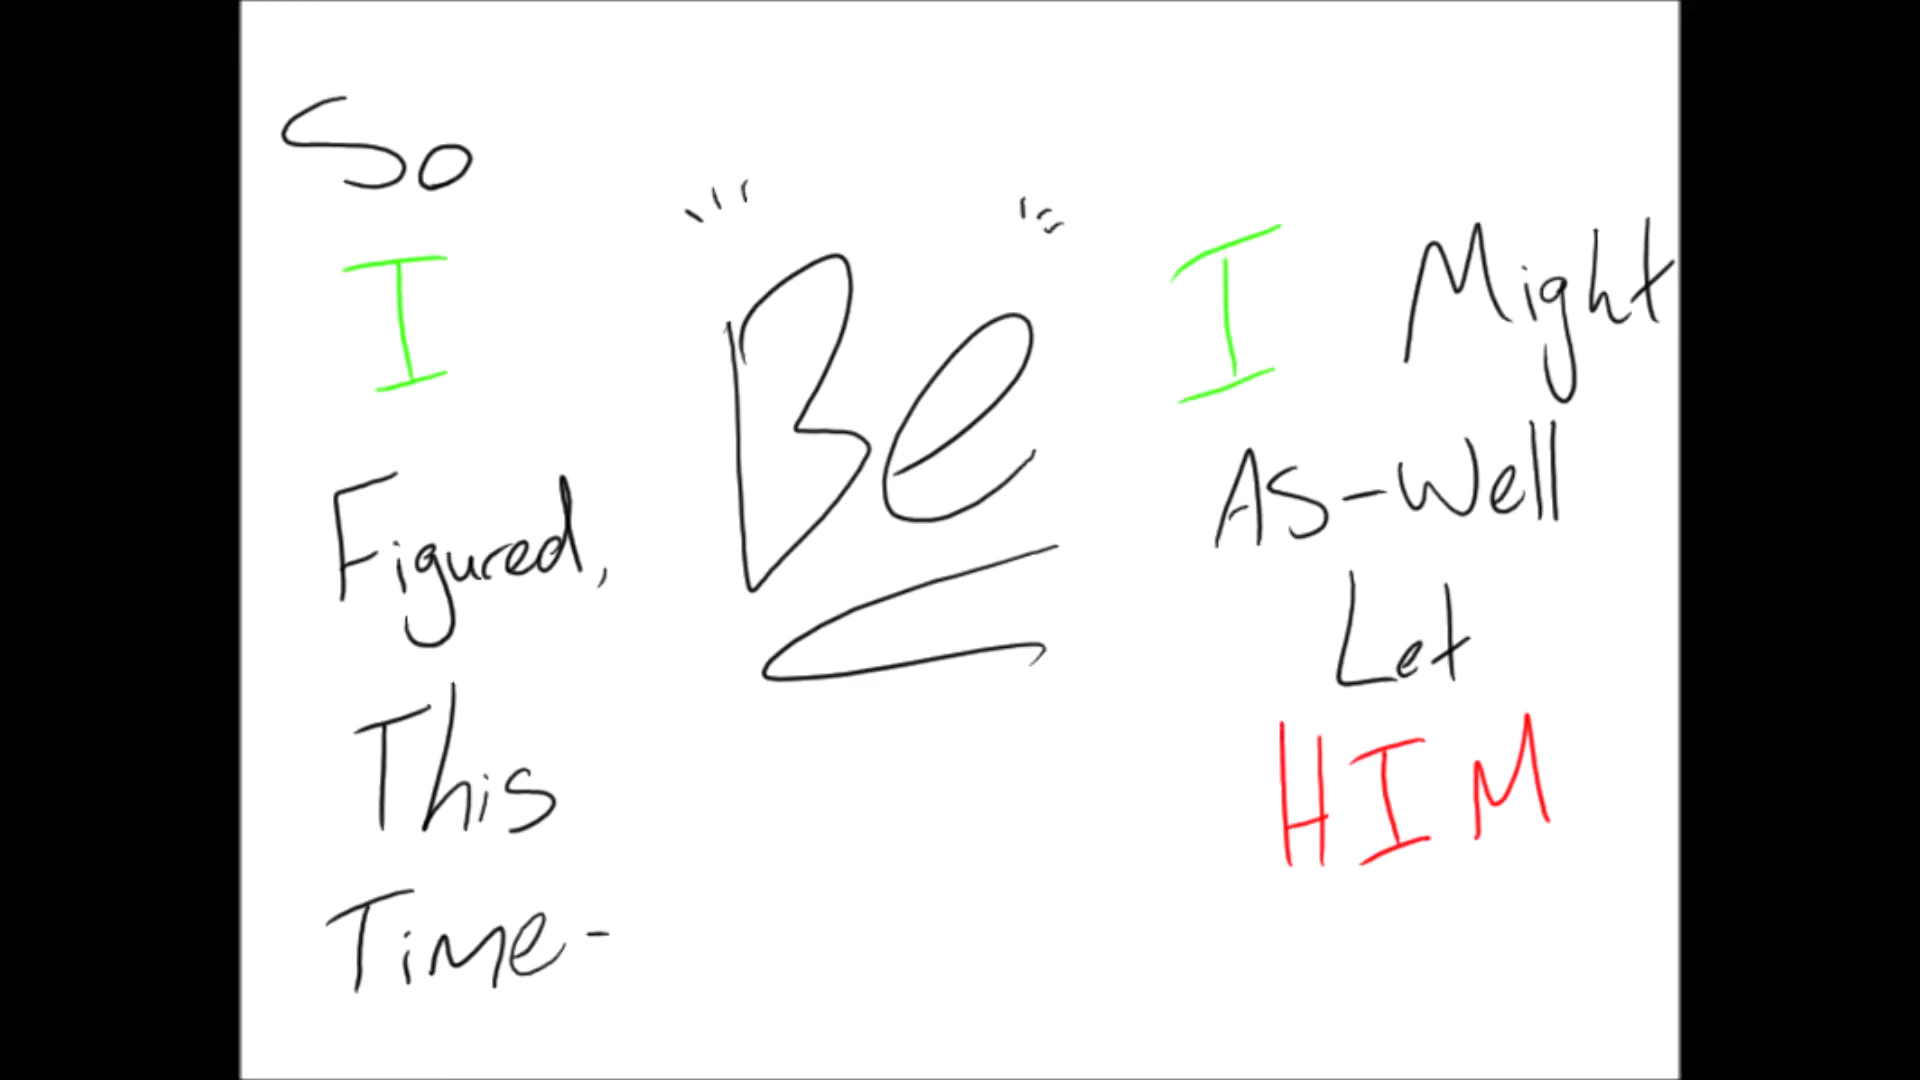 So
I
Figured,
This
Time-
I Might
As-Well
Let
HIM
Be